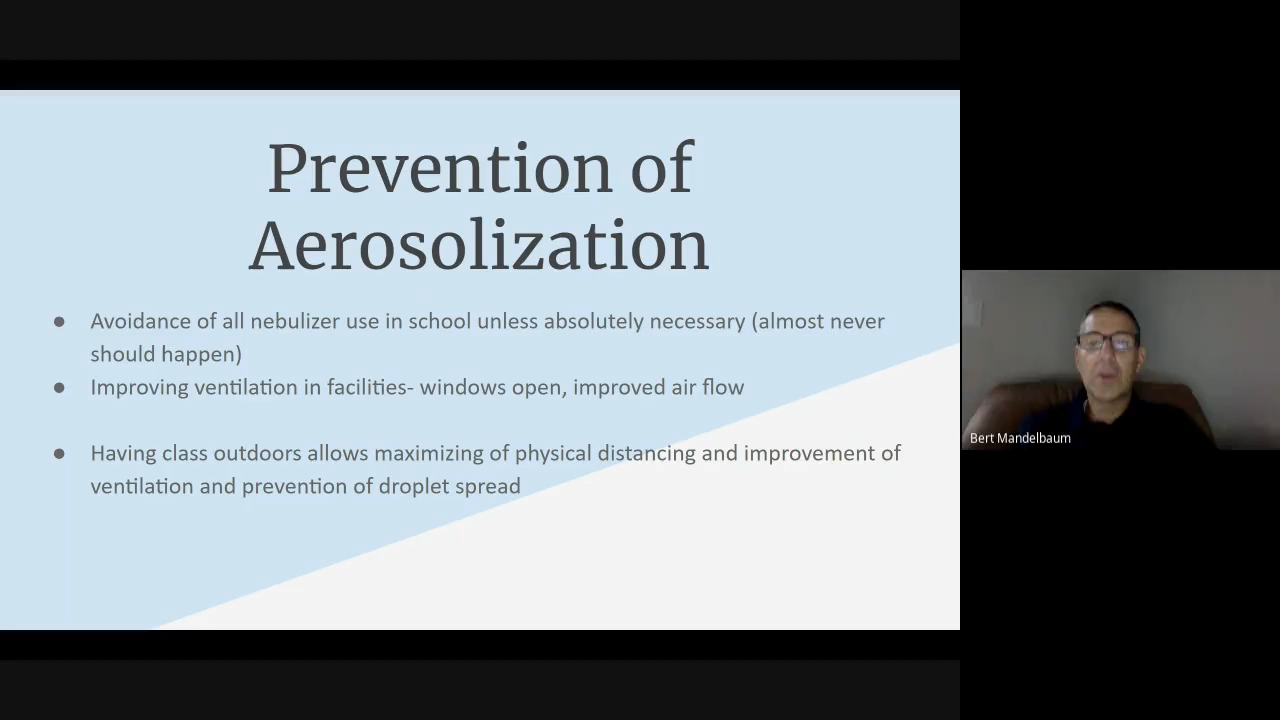 Prevention of
Aerosolization
● Avoidance of all nebulizer use in school unless absolutely necessary (almost never
should happen)
● Improving ventilation in facilities- windows open, improved air flow
● Having class outdoors allows maximizing of physical distancing and improvement of
ventilation and prevention of droplet spread
Bert Mandelbaum